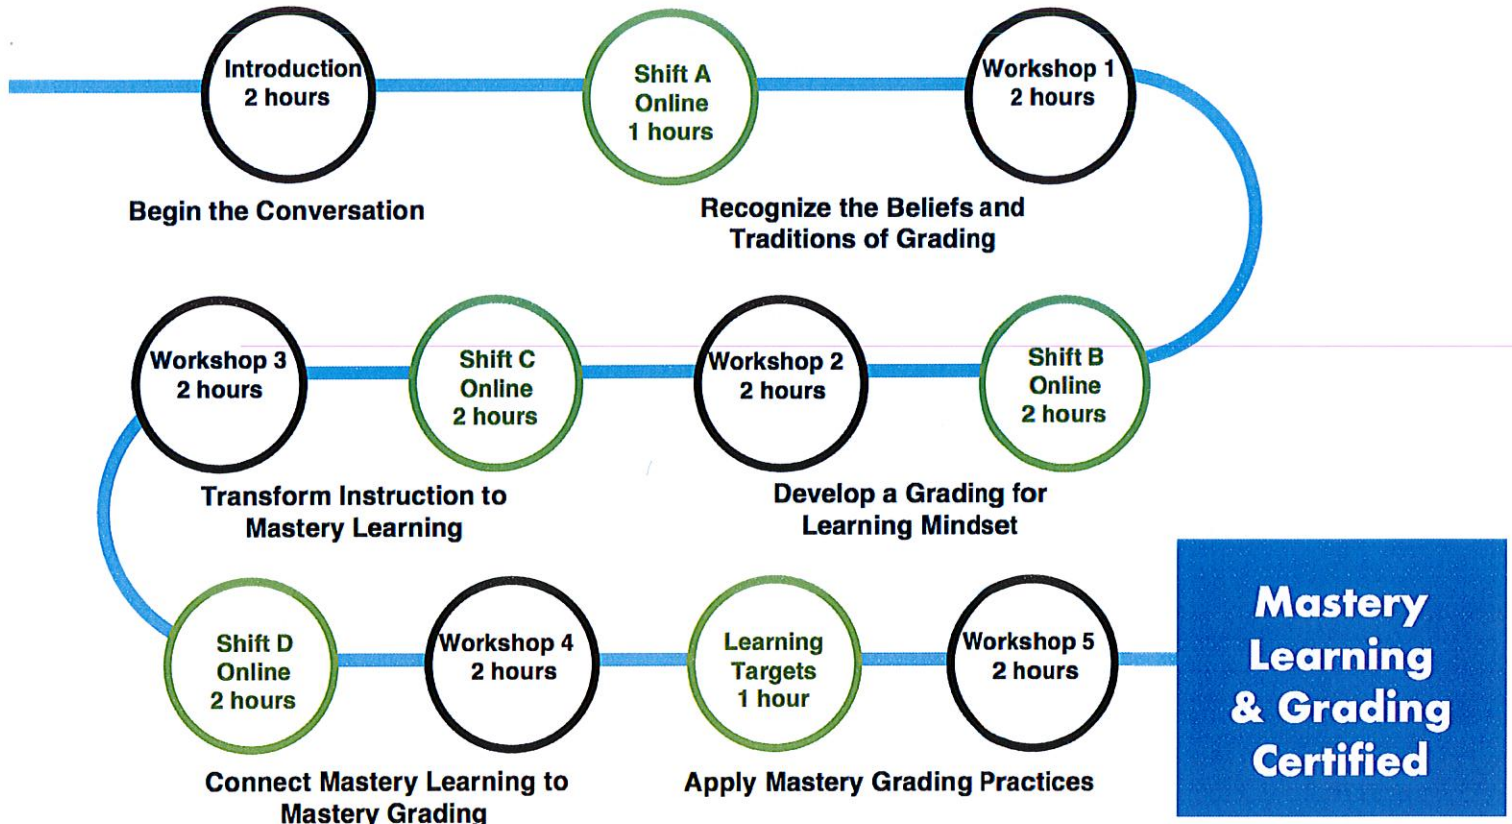 Introduction
2 hours
Shift A
Online
1 hours
Workshop 1
2 hours
Begin the Conversation
Recognize the Beliefs and
Traditions of Grading
Shift B
Online
2 hours
Workshop 2
2 hours
Shift C
Online
2 hours
Workshop 3
2 hours
Develop a Grading for
Learning Mindset
Transform Instruction to
Mastery Learning
Shift D
Online
2 hours
Workshop 4
2 hours
Learning
Targets
1 hour
Workshop 5
2 hours
Connect Mastery Learning to
Mastery Grading
Apply Mastery Grading Practices
Mastery
Learning
& Grading
Certified